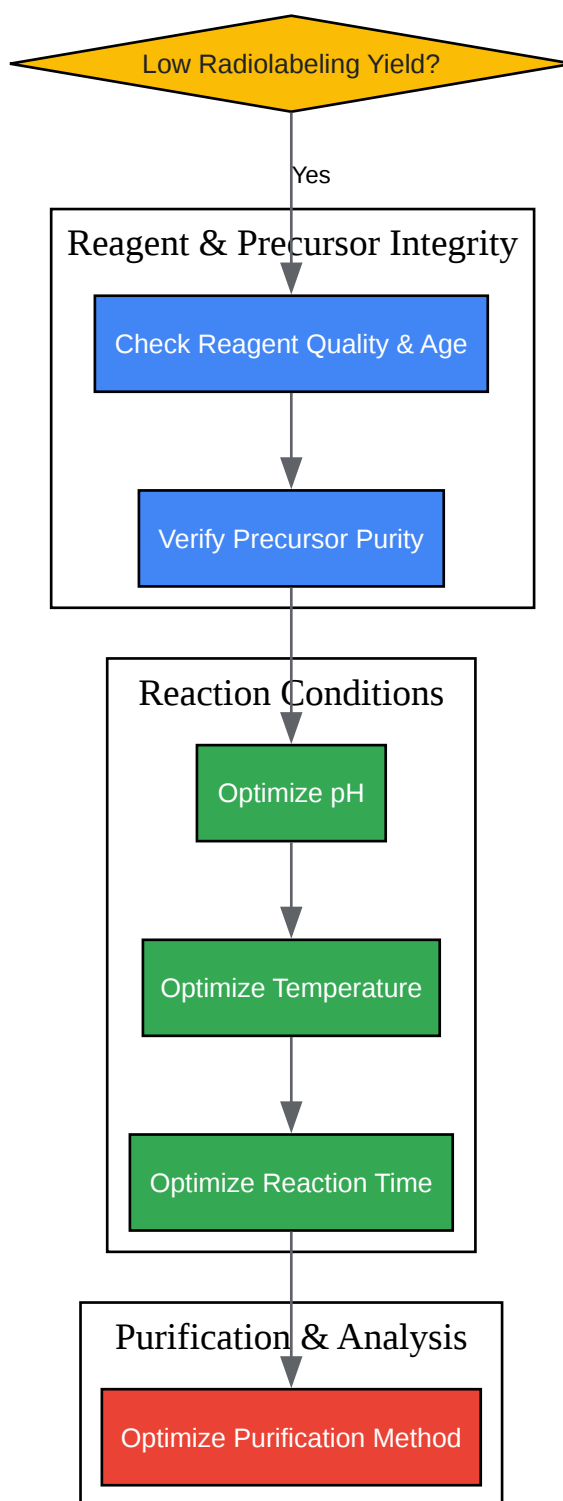 Low Radiolabeling Yield?
Yes
Reagent & Precursor Integrity
Check Reagent Quality & Age
Verify Precursor Purity
Reaction Conditions
Optimize pH
Optimize Temperature
Optimize Reaction Time
Purification & Analysis
Optimize Purification Method